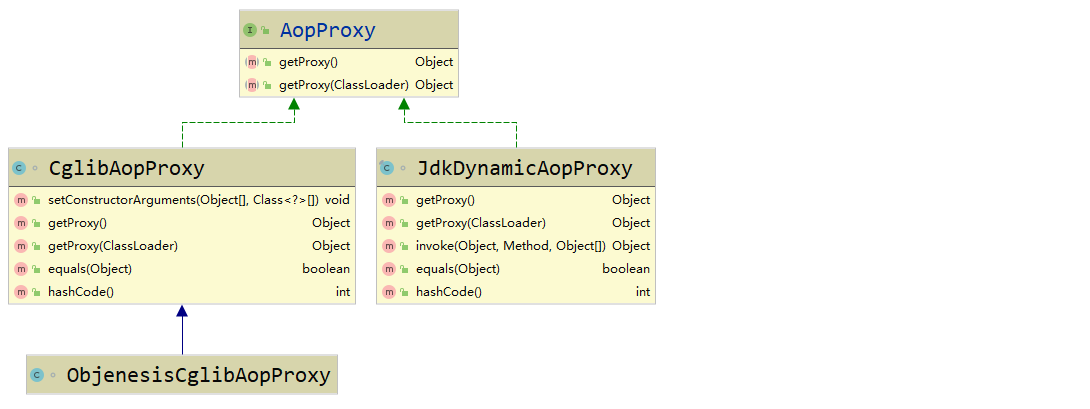 AopProxy
getProxy() Object
getProxy(ClassLoader) Object
CglibAopProxy
setConstructorArguments(Object[], Class<?>[]) void
getProxy() Object
getProxy(ClassLoader) Object
equals(Object) boolean
hashCode() int
JdkDynamicAopProxy
getProxy() Object
getProxy(ClassLoader) Object
invoke(Object, Method, Object[]) Object
equals(Object) boolean
hashCode() int
ObjenesisCglibAopProxy